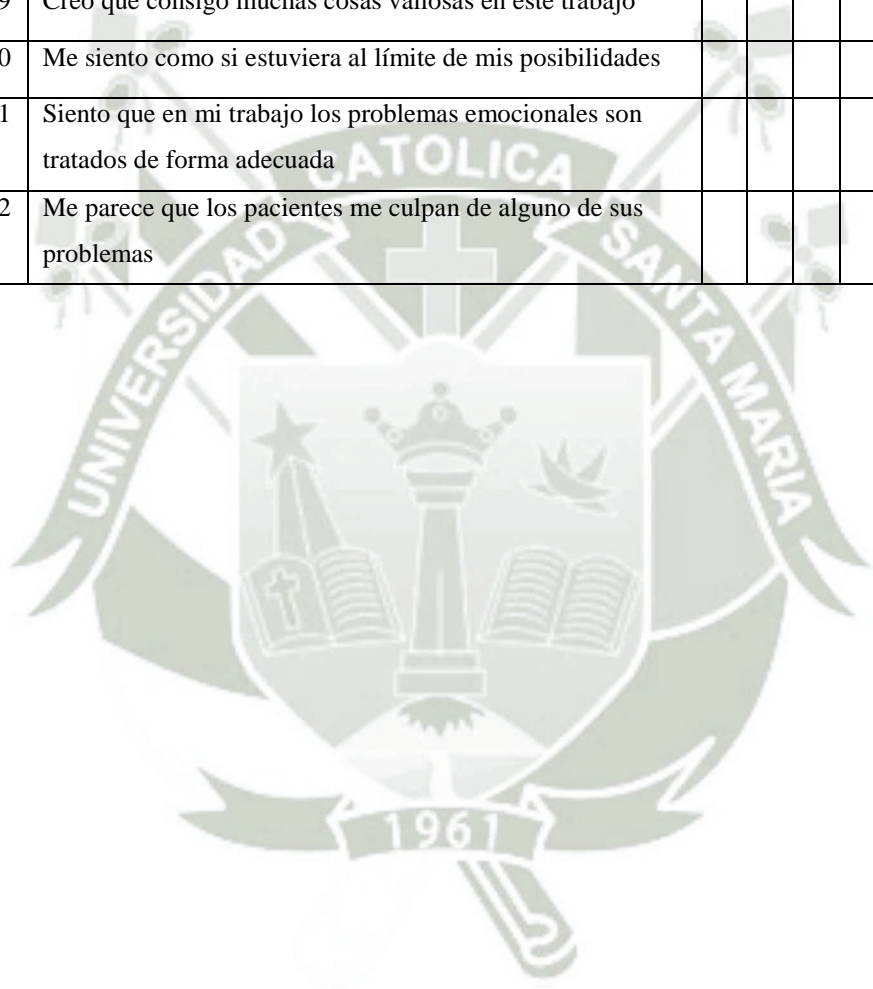 9 Creo que consigo muchas cosas valiosas en este trabajo
0 Me siento como si estuviera al límite de mis posibilidades
1 Siento que en mi trabajo los problemas emocionales son
tratados de forma adecuada
2 Me parece que los pacientes me culpan de alguno de sus
problemas
UNIVERSIDAD CATOLICA SANTA MARIA
1961